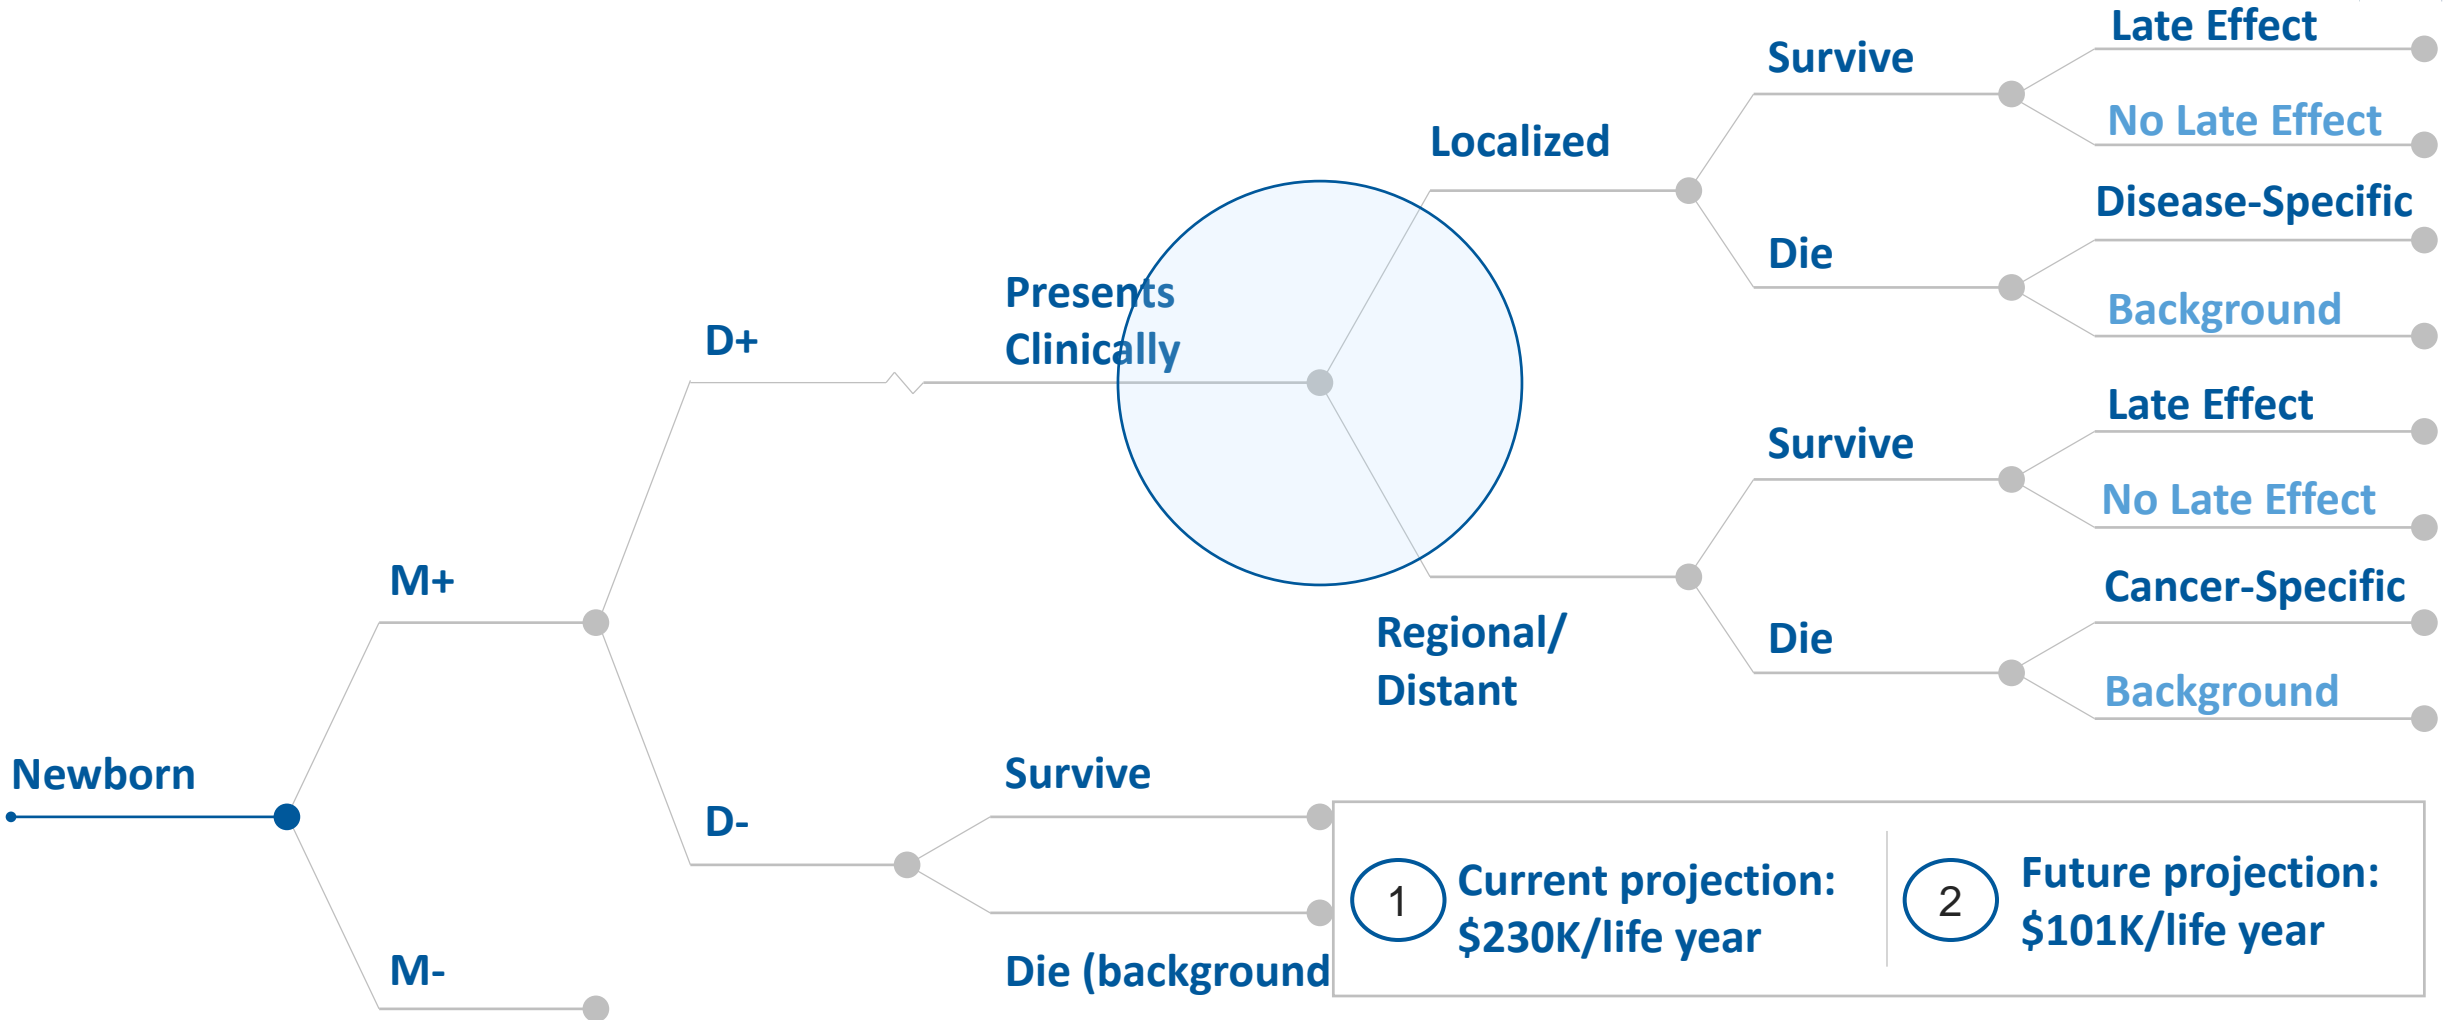 Late Effect
Survive
No Late Effect
Localized
Disease-Specific
Die
Background
Presents
Clinically
D+
Late Effect
Survive
No Late Effect
M+
Cancer-Specific
Regional/
Distant
Die
Background
Newborn
Survive
D-
Die (background
M-
1
Current projection:
$230K/life year
2
Future projection:
$101K/life year